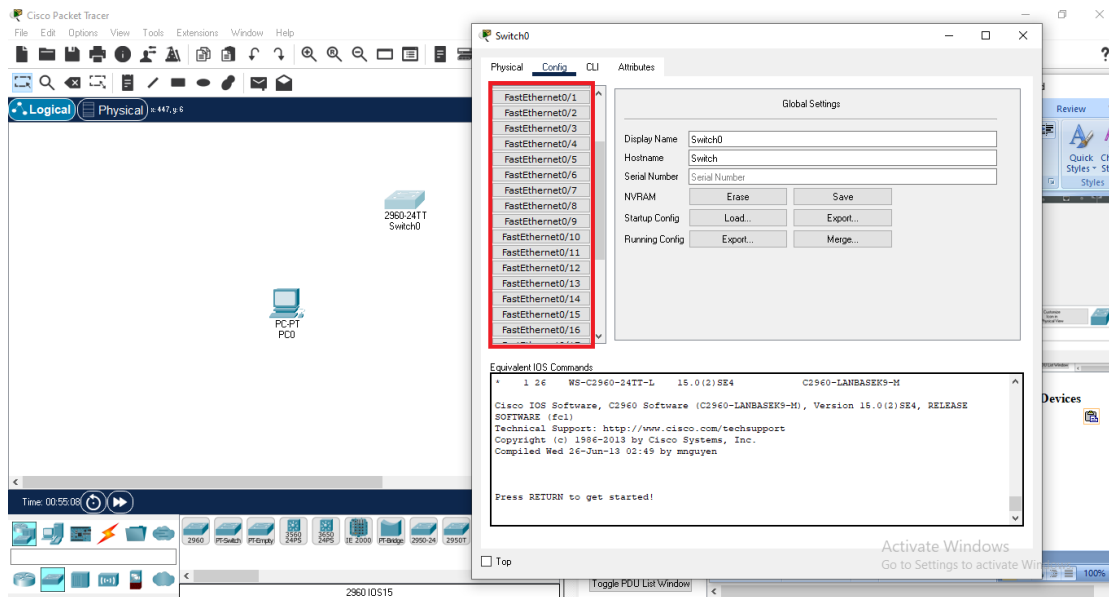 Cisco Packet Tracer
File Edit Options View Tools Extensions Window Help
Logical Physical x: 447, y: 6
2960-24TT
Switch0
PC-PT
PC0
Time: 00:55:08
2960 PT-Switch PT-Empty 3560 24PS 3650 24PS IE 2000 PT-Bridge 2950-24 2950T
2960 IOS15
Switch0
Physical Config CLI Attributes
FastEthernet0/1
FastEthernet0/2
FastEthernet0/3
FastEthernet0/4
FastEthernet0/5
FastEthernet0/6
FastEthernet0/7
FastEthernet0/8
FastEthernet0/9
FastEthernet0/10
FastEthernet0/11
FastEthernet0/12
FastEthernet0/13
FastEthernet0/14
FastEthernet0/15
FastEthernet0/16
Global Settings
Display Name Switch0
Hostname Switch
Serial Number Serial Number
NVRAM Erase Save
Startup Config Load... Export...
Running Config Export... Merge...
Equivalent IOS Commands
* 1 26 WS-C2960-24TT-L 15.0(2)SE4 C2960-LANBASEK9-M
Cisco IOS Software, C2960 Software (C2960-LANBASEK9-M), Version 15.0(2)SE4, RELEASE
SOFTWARE (fc1)
Technical Support: http://www.cisco.com/techsupport
Copyright (c) 1986-2013 by Cisco Systems, Inc.
Compiled Wed 26-Jun-13 02:49 by mnguyen
Press RETURN to get started!
Top
Toggle PDU List Window
?
Review
Quick
Styles
Styles
Devices
Activate Windows
Go to Settings to activate Win
100%